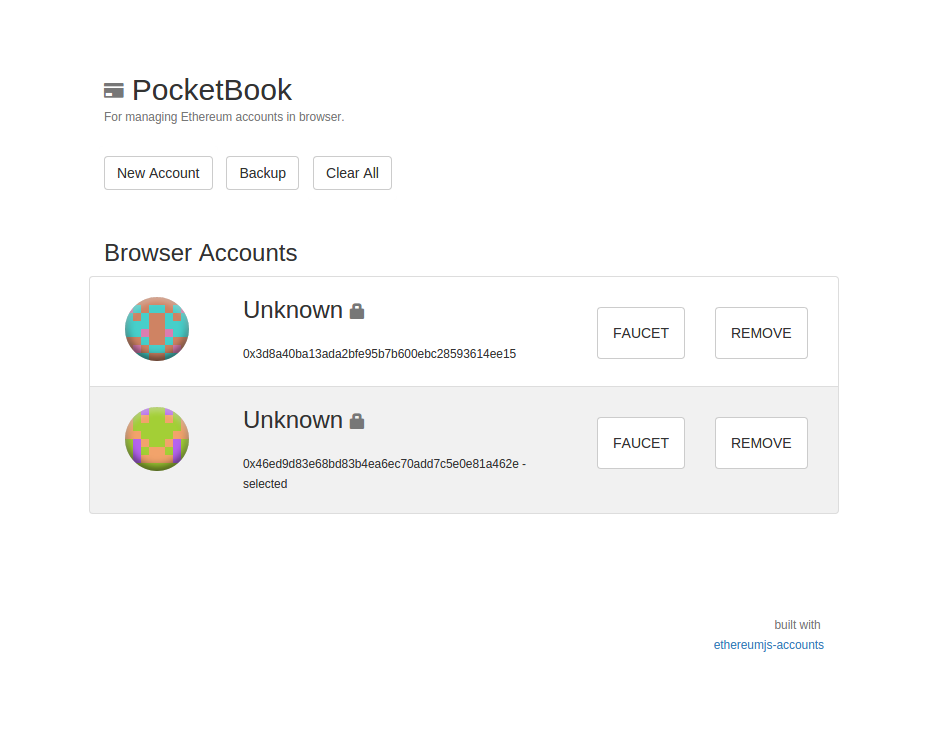 PocketBook
For managing Ethereum accounts in browser.
New Account Backup Clear All
Browser Accounts
Unknown
0x3d8a40ba13ada2bfe95b7b600ebc28593614ee15
FAUCET REMOVE
Unknown
0x46ed9d83e68bd83b4ea6ec70add7c5e0e81a462e -
selected
FAUCET REMOVE
built with
ethereumjs-accounts